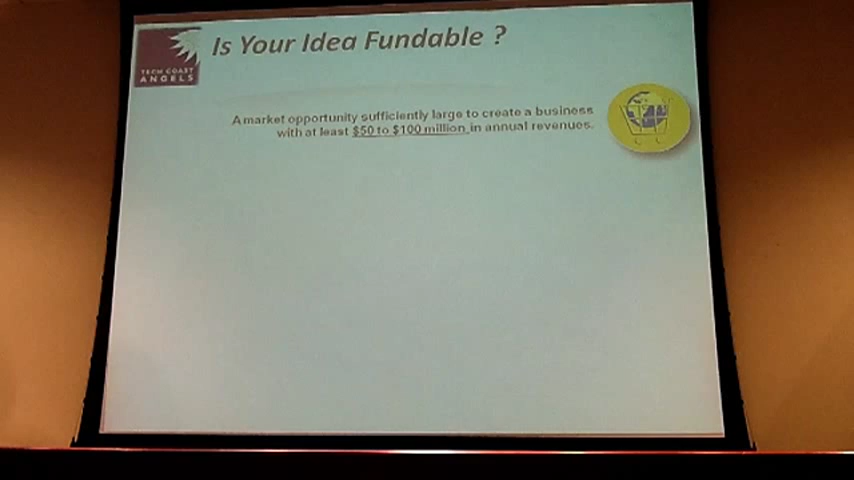 Is Your Idea Fundable ?
TECH COAST
ANGELS
A market opportunity sufficiently large to create a business
with at least $50 to $100 million in annual revenues.